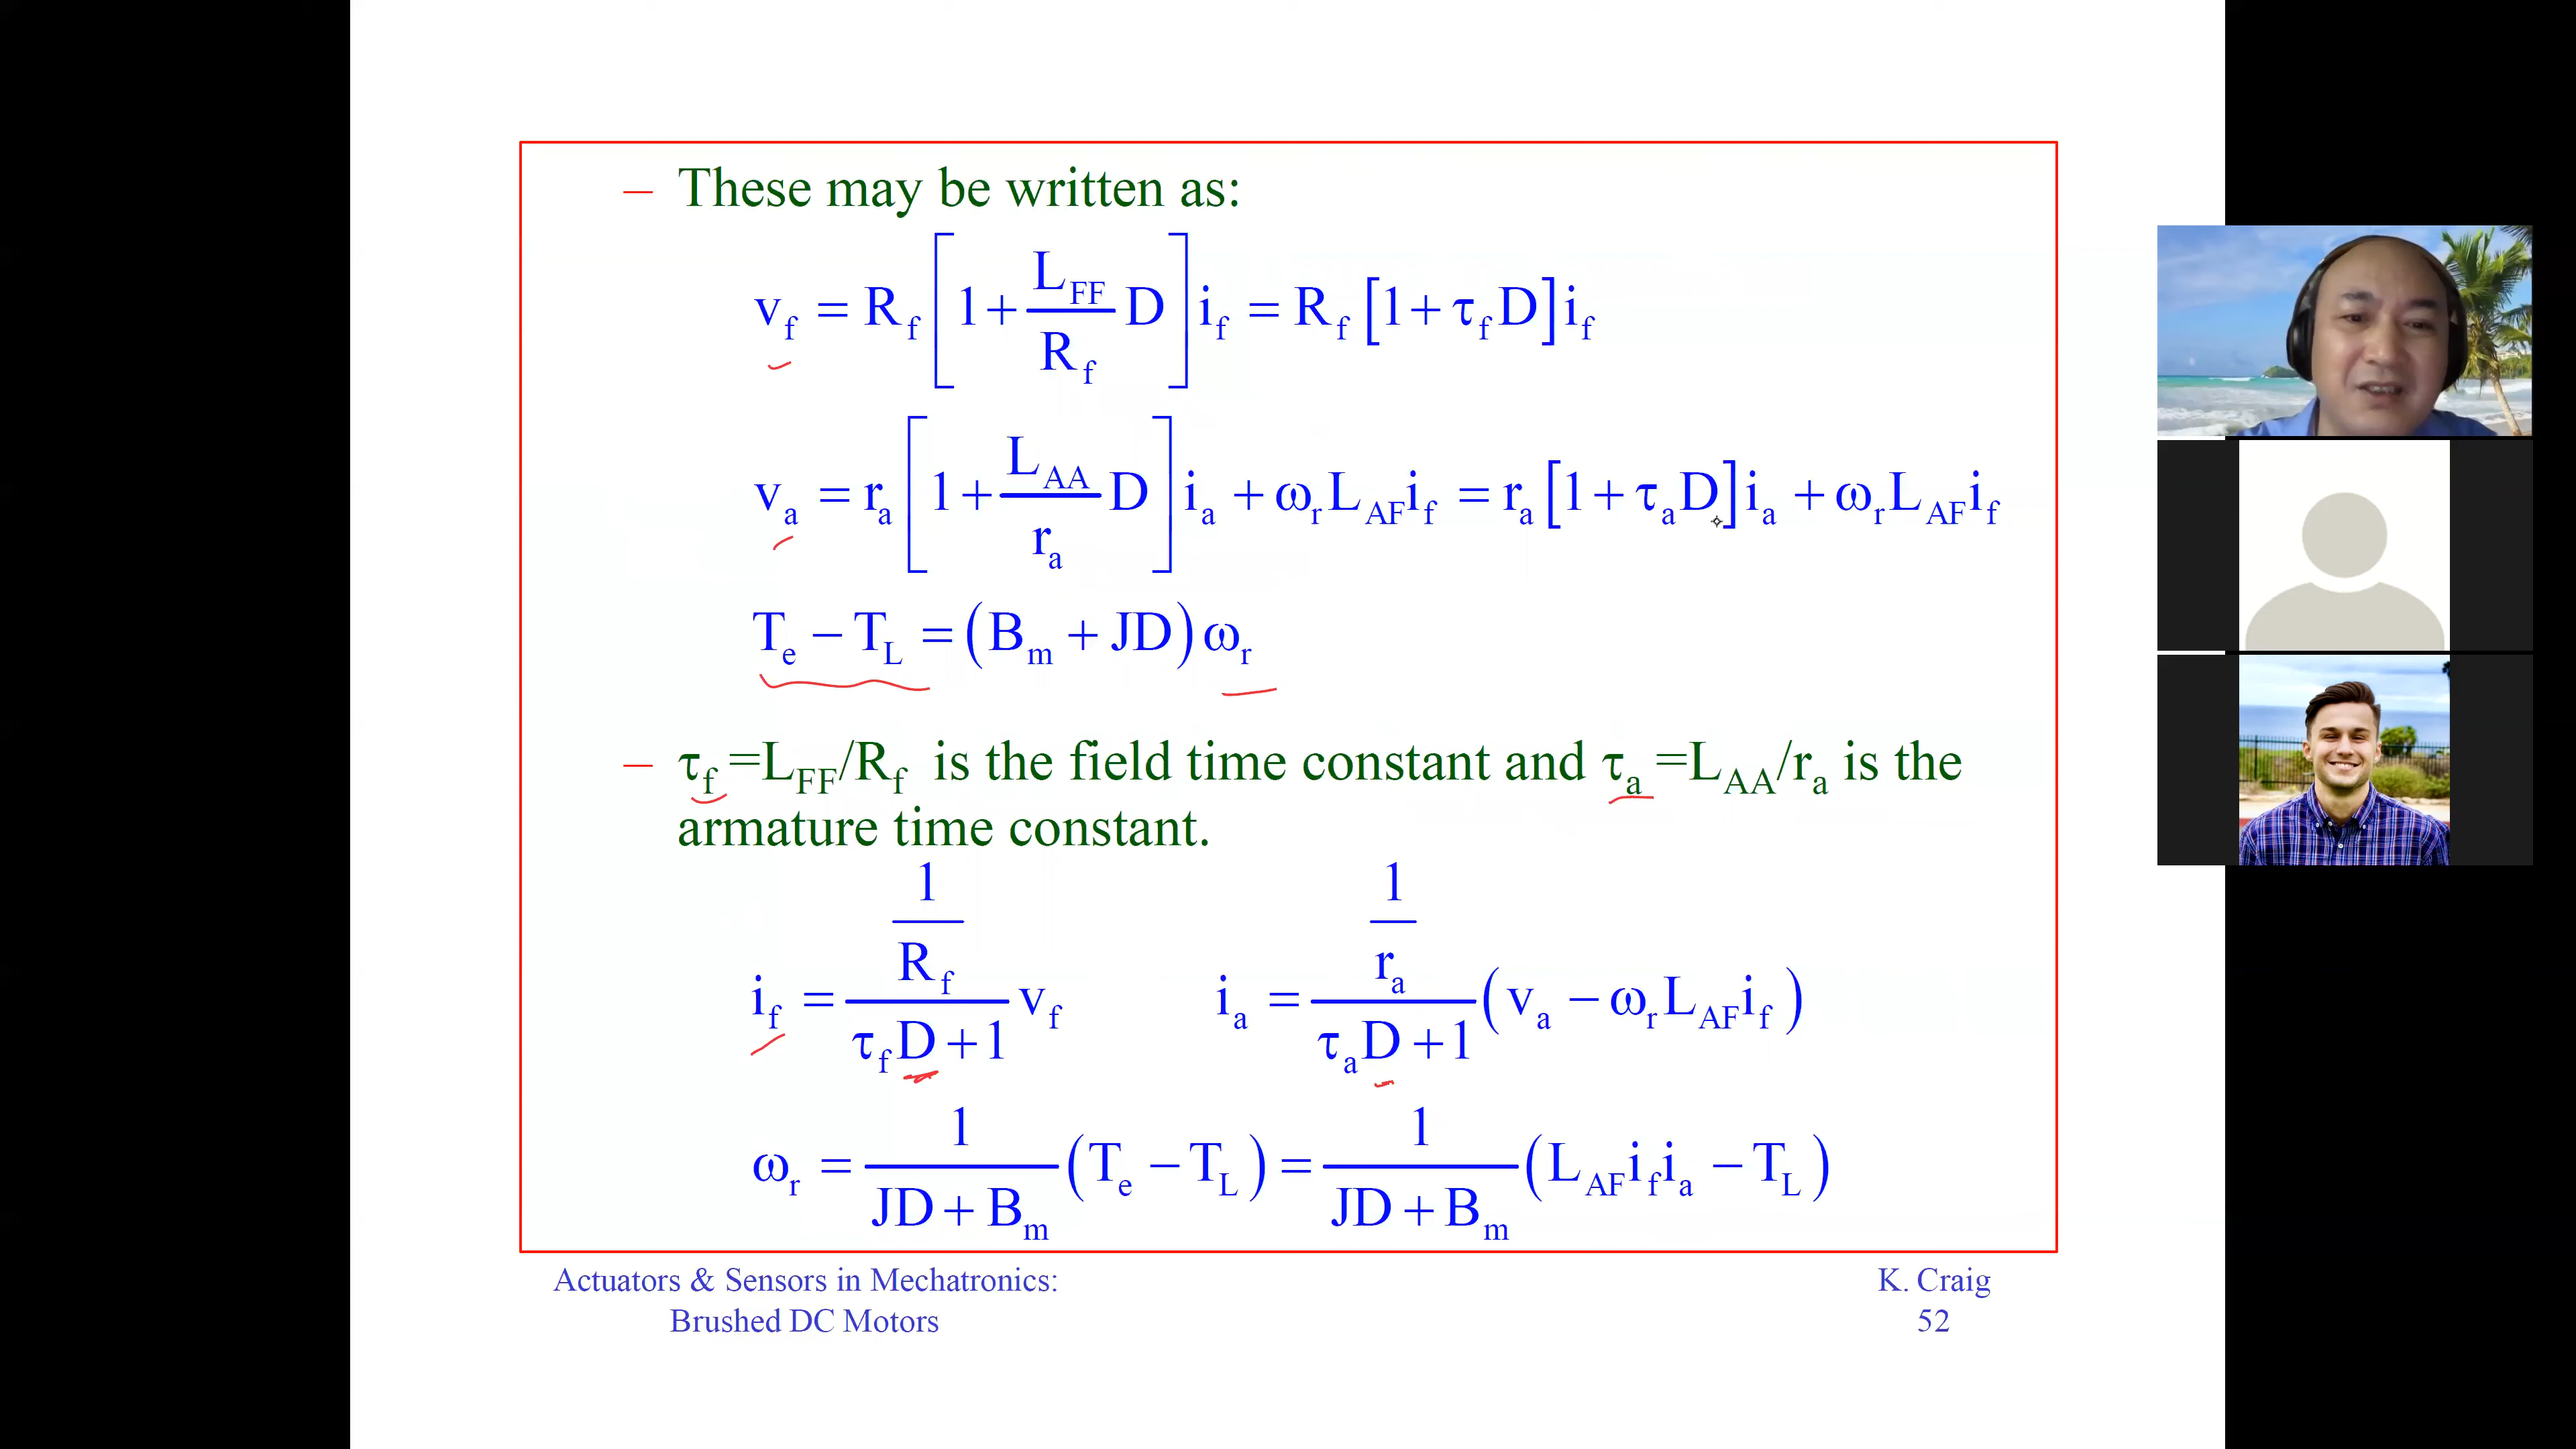 – These may be written as:
v_f = R_f [1 + (L_FF / R_f) D] i_f = R_f [1 + τ_f D] i_f
v_a = r_a [1 + (L_AA / r_a) D] i_a + ω_r L_AF i_f = r_a [1 + τ_a D] i_a + ω_r L_AF i_f
T_e − T_L = (B_m + JD) ω_r
– τ_f =L_FF/R_f is the field time constant and τ_a =L_AA/r_a is the
armature time constant.
i_f = ((1 / R_f) / (τ_f D + 1)) v_f    i_a = ((1 / r_a) / (τ_a D + 1)) (v_a − ω_r L_AF i_f)
ω_r = (1 / (JD + B_m)) (T_e − T_L) = (1 / (JD + B_m)) (L_AF i_f i_a − T_L)
Actuators & Sensors in Mechatronics:
Brushed DC Motors
K. Craig
52